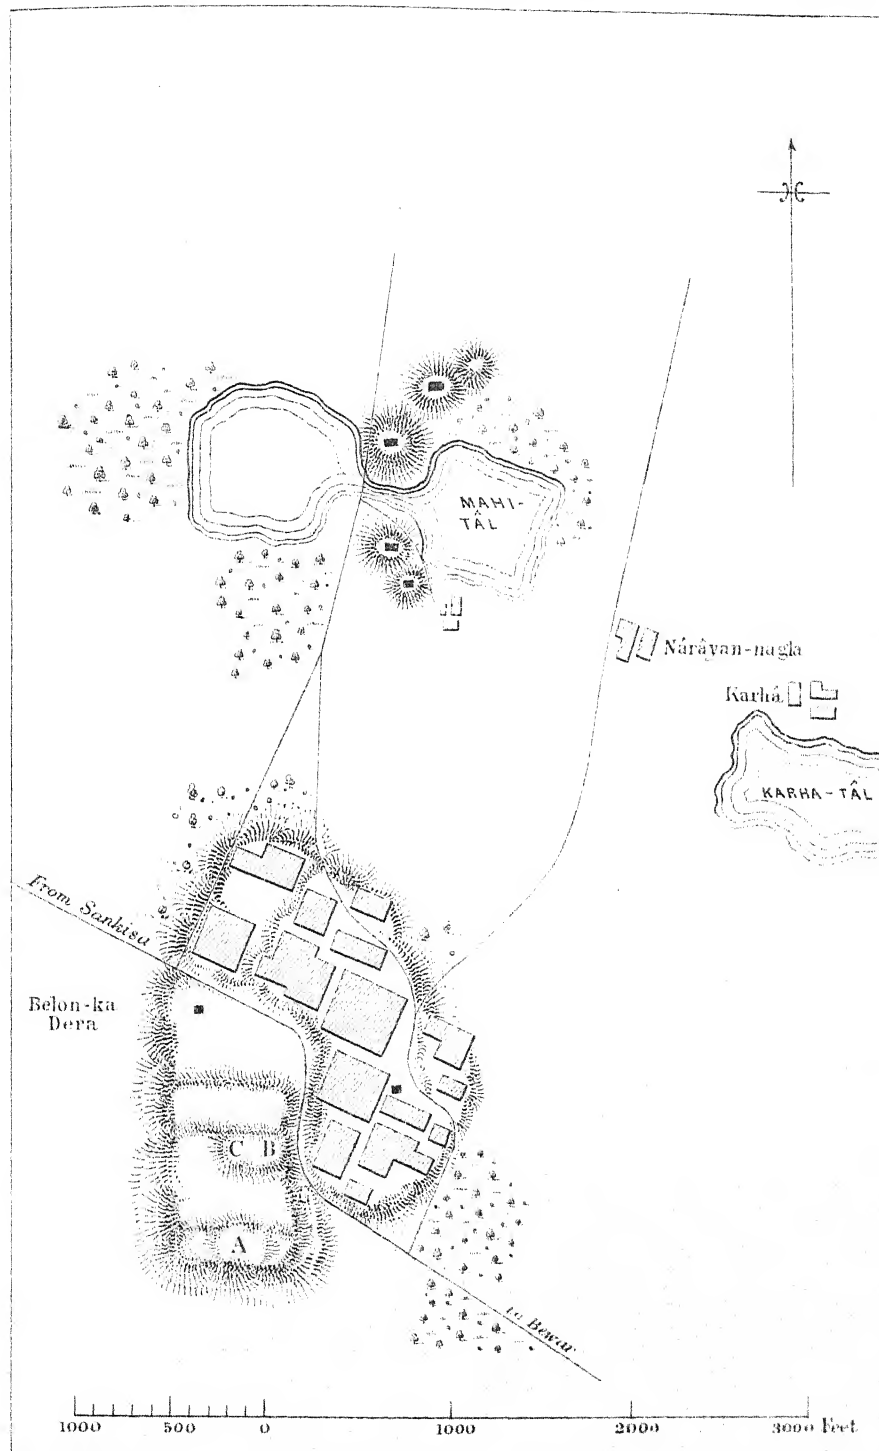 MAHI-
TÂL
Nárâyan-nagla
Karhá
KARHA-TÂL
From Sankisa
Belon-ka
Dera
C B
A
to Bewar
1000 500 0 1000 2000 3000 Feet